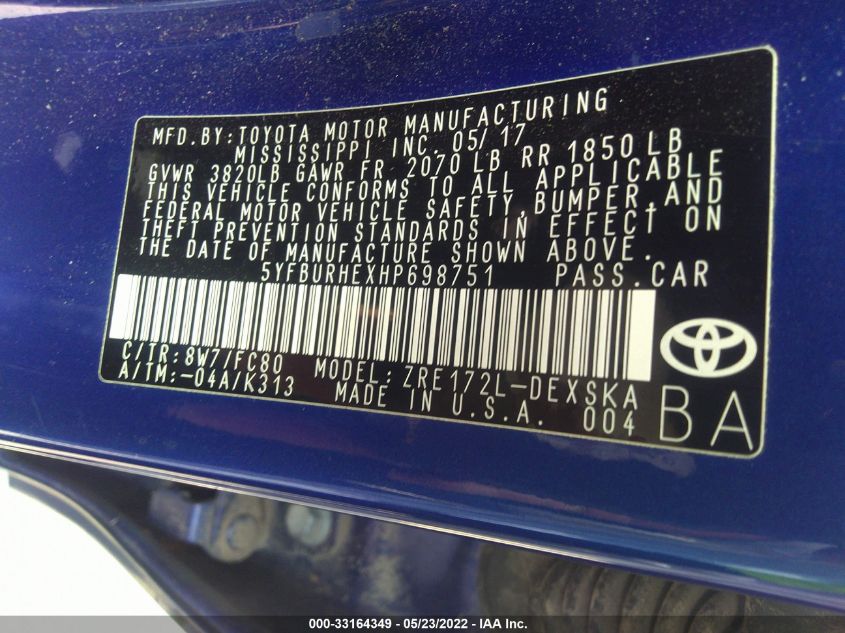 MFD.BY:TOYOTA MOTOR MANUFACTURING
MISSISSIPPI INC. 05/17
GVWR 3820LB GAWR FR. 2070 LB RR 1850 LB
THIS VEHICLE CONFORMS TO ALL APPLICABLE
FEDERAL MOTOR VEHICLE SAFETY,BUMPER,AND
THEFT PREVENTION STANDARDS IN EFFECT ON
THE DATE OF MANUFACTURE SHOWN ABOVE.
5YFBURHEXHP698751 PASS.CAR
C/TR:8W7/FC80 MODEL:ZRE172L-DEXSKA
A/TM:-04A/K313 MADE IN U.S.A. 004
BA
000-33164349 — 05/23/2022 — IAA Inc.